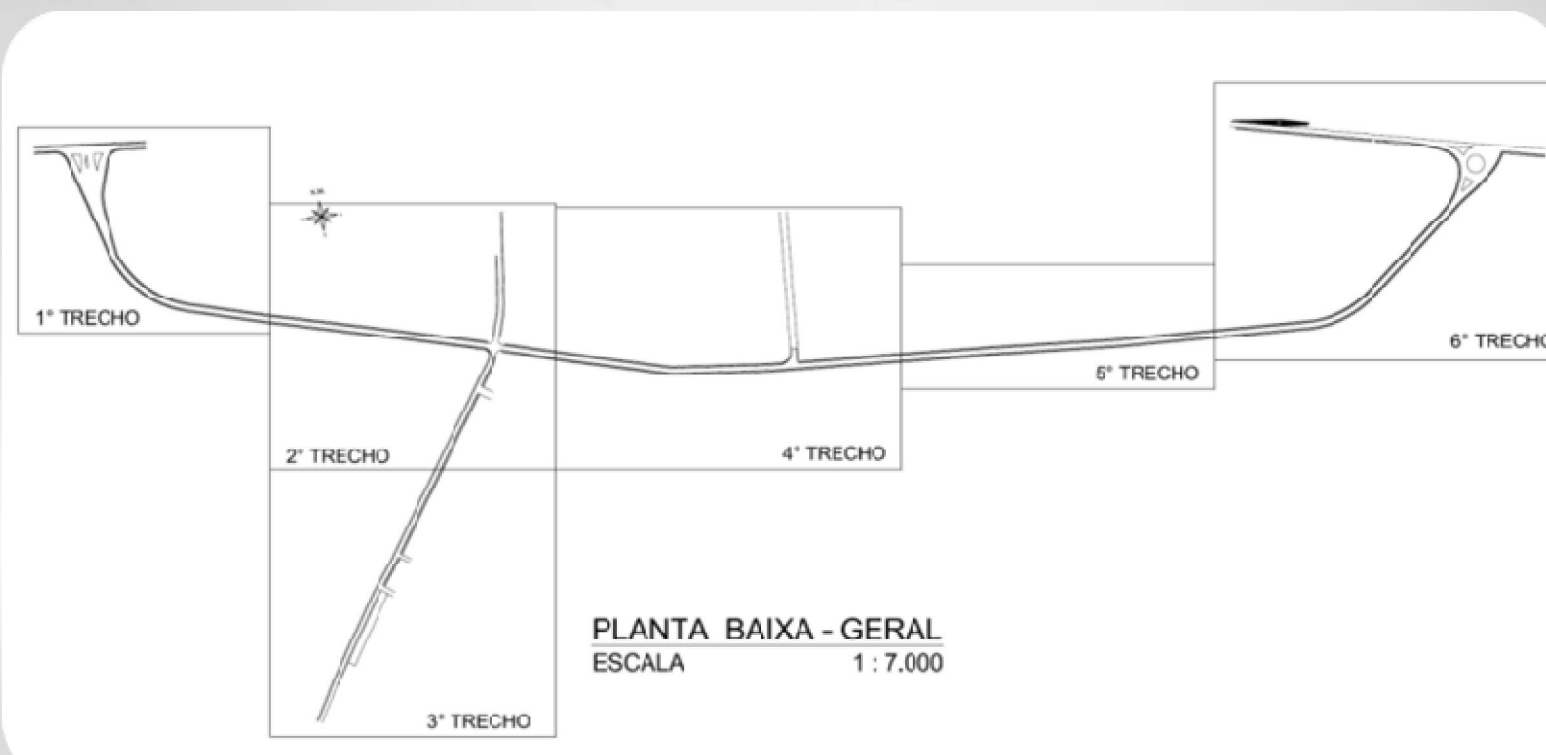 1° TRECHO
2° TRECHO
4° TRECHO
5° TRECHO
6° TRECHO
3° TRECHO
PLANTA BAIXA - GERAL
ESCALA 1 : 7.000